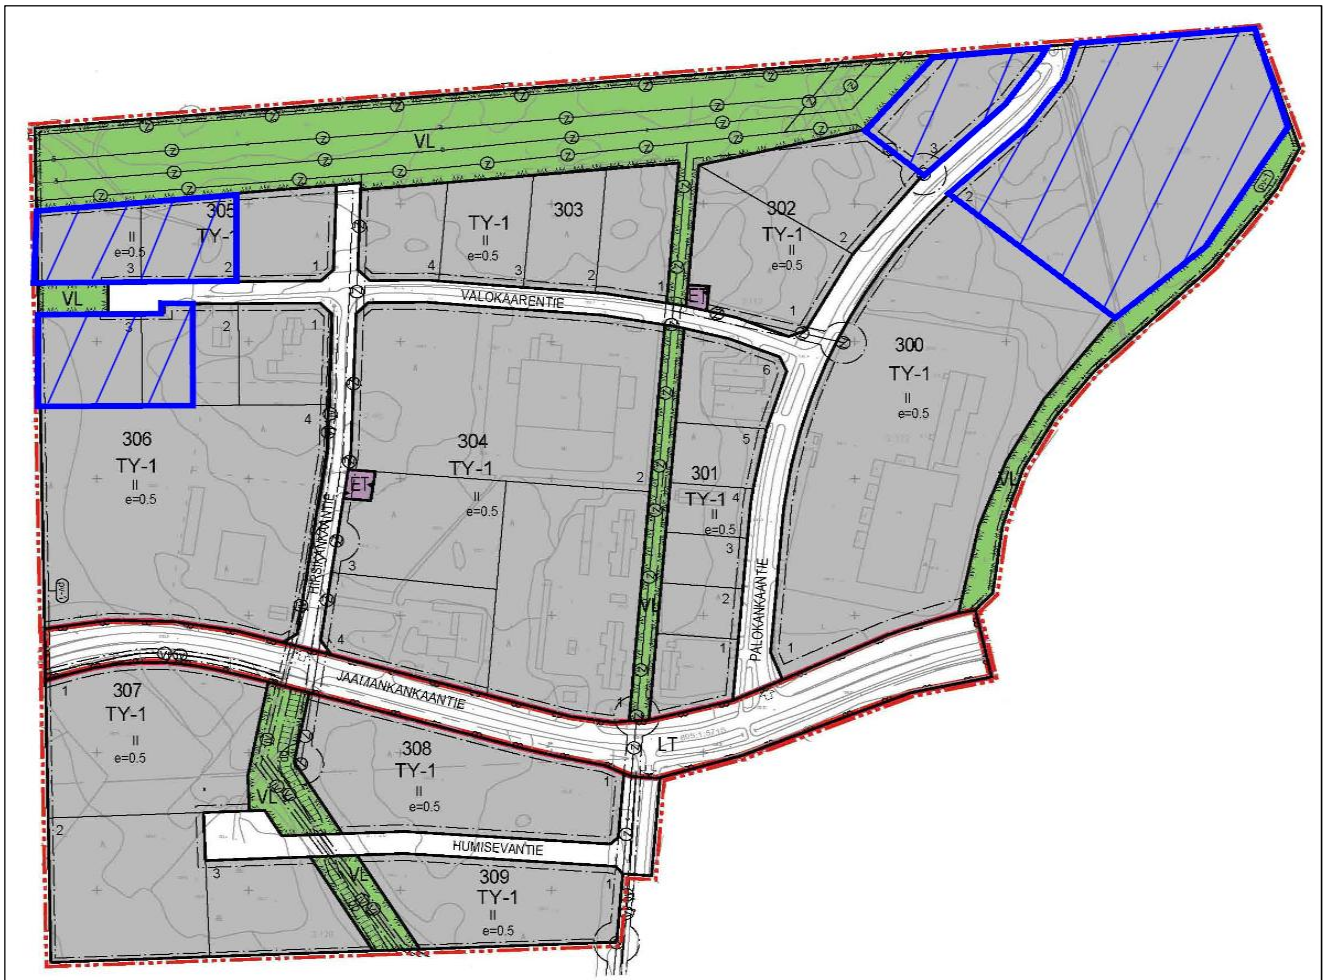 VL
305
TY-1
II
e=0.5
3
2
1
TY-1
303
II
e=0.5
4
3
2
1
302
TY-1
II
e=0.5
2
1
3
2
VL
VALOKAARENTIE
ET
3
2
1
4
306
TY-1
II
e=0.5
304
TY-1
II
e=0.5
2
ET
3
4
1
HIRSIKANKAANTIE
6
5
301
TY-1
4
II
e=0.5
3
2
1
VL
300
TY-1
II
e=0.5
1
VL
PALOKANKAANTIE
JAAMANKANKAANTIE
LT
1
307
TY-1
II
e=0.5
2
VL
308
TY-1
II
e=0.5
1
HUMISEVANTIE
3
VL
309
TY-1
II
e=0.5
1